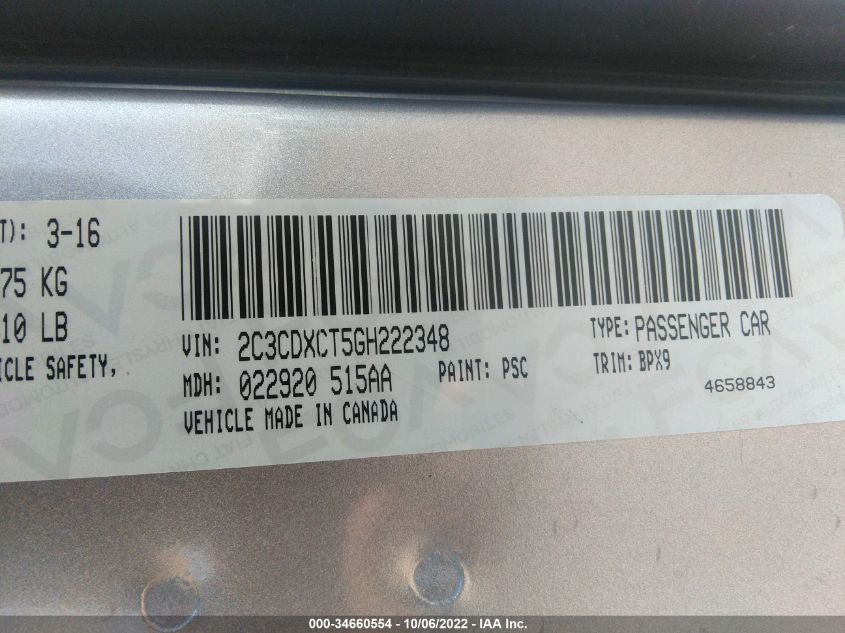 T): 3-16
75 KG
10 LB
ICLE SAFETY,
VIN: 2C3CDXCT5GH222348
TYPE: PASSENGER CAR
MDH: 022920 515AA
PAINT: PSC
TRIM: BPX9
4658843
VEHICLE MADE IN CANADA
000-34660554 - 10/06/2022 - IAA Inc.